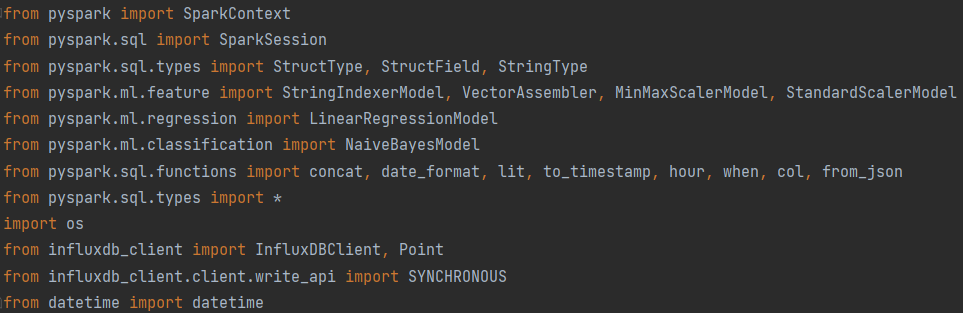 from pyspark import SparkContext
from pyspark.sql import SparkSession
from pyspark.sql.types import StructType, StructField, StringType
from pyspark.ml.feature import StringIndexerModel, VectorAssembler, MinMaxScalerModel, StandardScalerModel
from pyspark.ml.regression import LinearRegressionModel
from pyspark.ml.classification import NaiveBayesModel
from pyspark.sql.functions import concat, date_format, lit, to_timestamp, hour, when, col, from_json
from pyspark.sql.types import *
import os
from influxdb_client import InfluxDBClient, Point
from influxdb_client.client.write_api import SYNCHRONOUS
from datetime import datetime